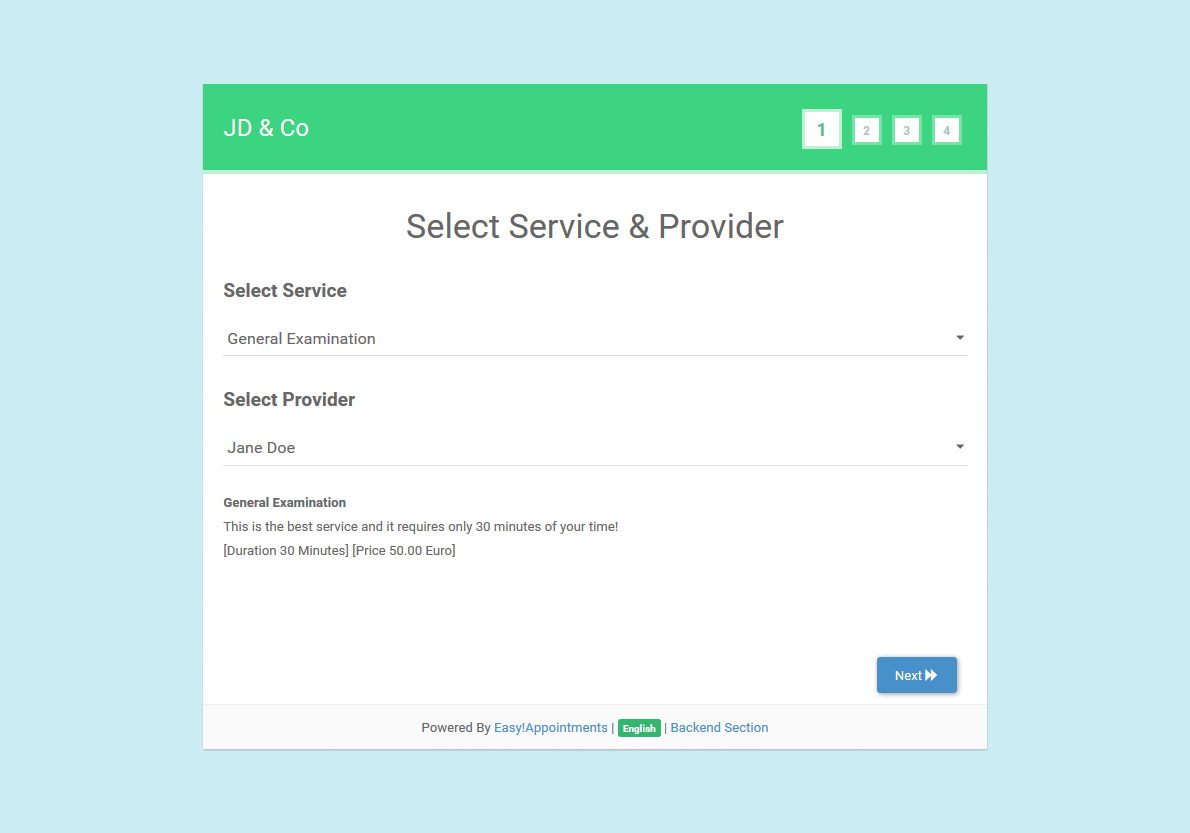 JD & Co
1 2 3 4
Select Service & Provider
Select Service
General Examination
Select Provider
Jane Doe
General Examination
This is the best service and it requires only 30 minutes of your time!
[Duration 30 Minutes] [Price 50.00 Euro]
Next
Powered By Easy!Appointments | English | Backend Section